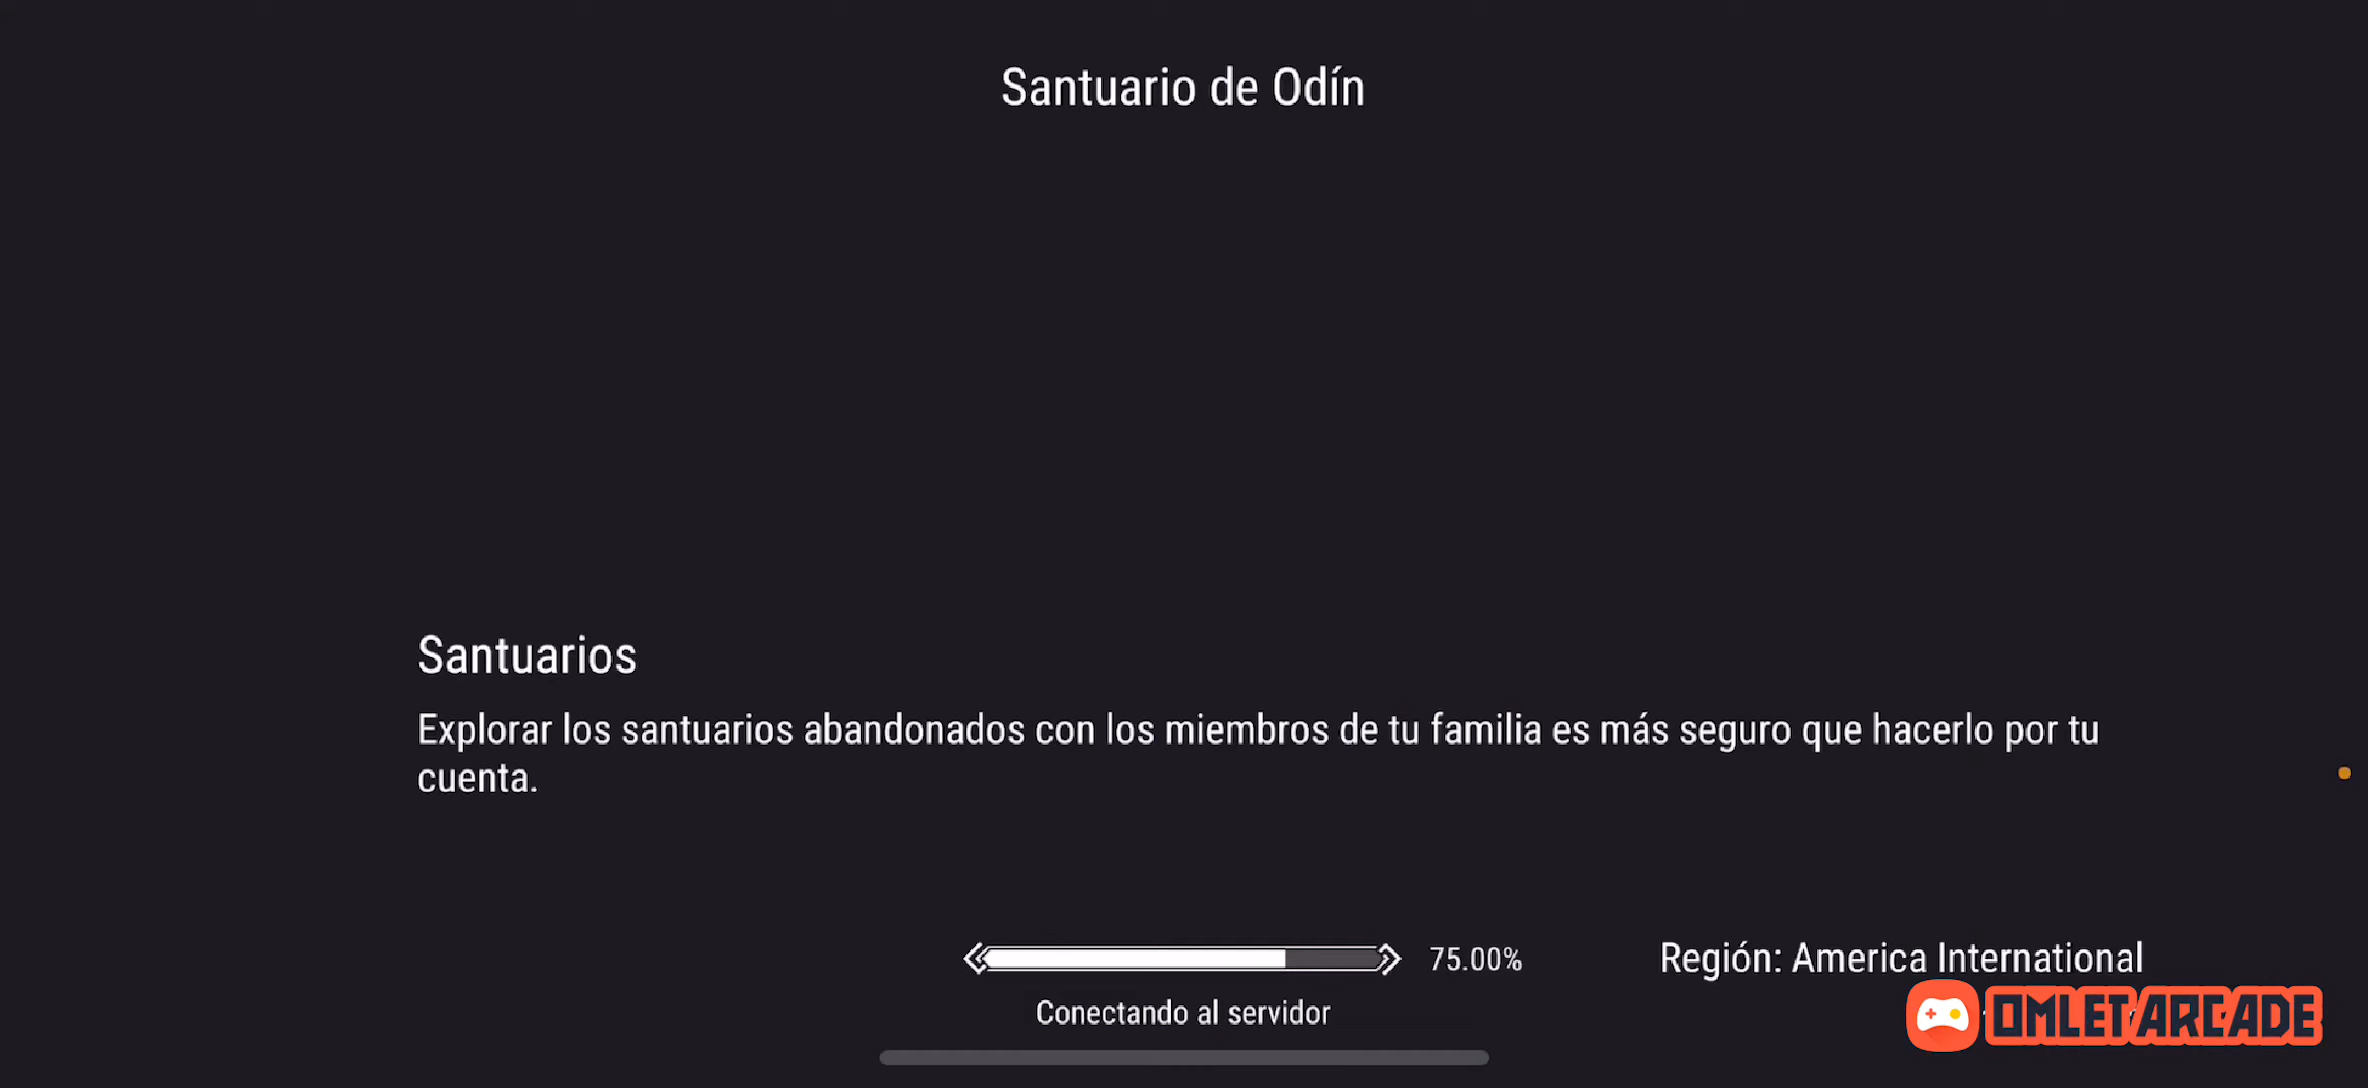 Santuario de Odín
Santuarios
Explorar los santuarios abandonados con los miembros de tu familia es más seguro que hacerlo por tu
cuenta.
75.00%
Región: America International
Conectando al servidor
OMLET ARCADE